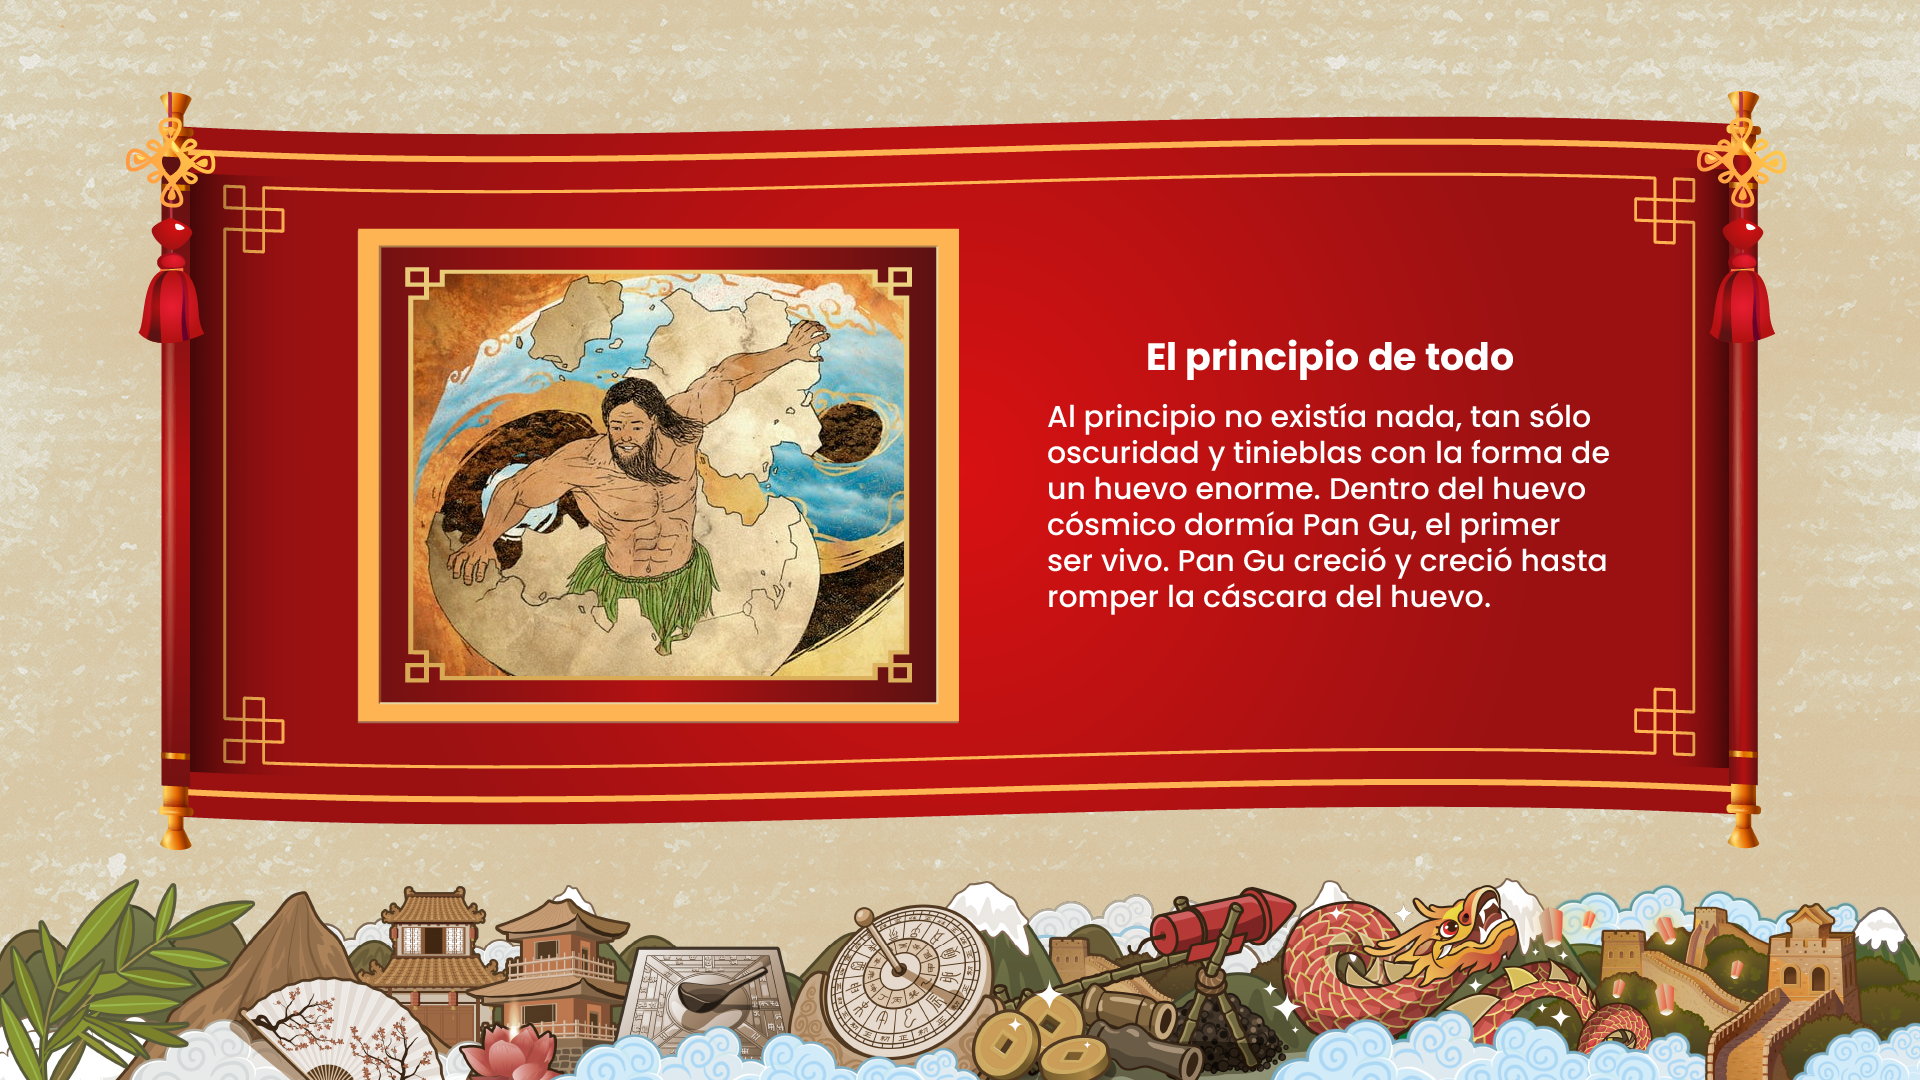 El principio de todo
Al principio no existía nada, tan sólo
oscuridad y tinieblas con la forma de
un huevo enorme. Dentro del huevo
cósmico dormía Pan Gu, el primer
ser vivo. Pan Gu creció y creció hasta
romper la cáscara del huevo.